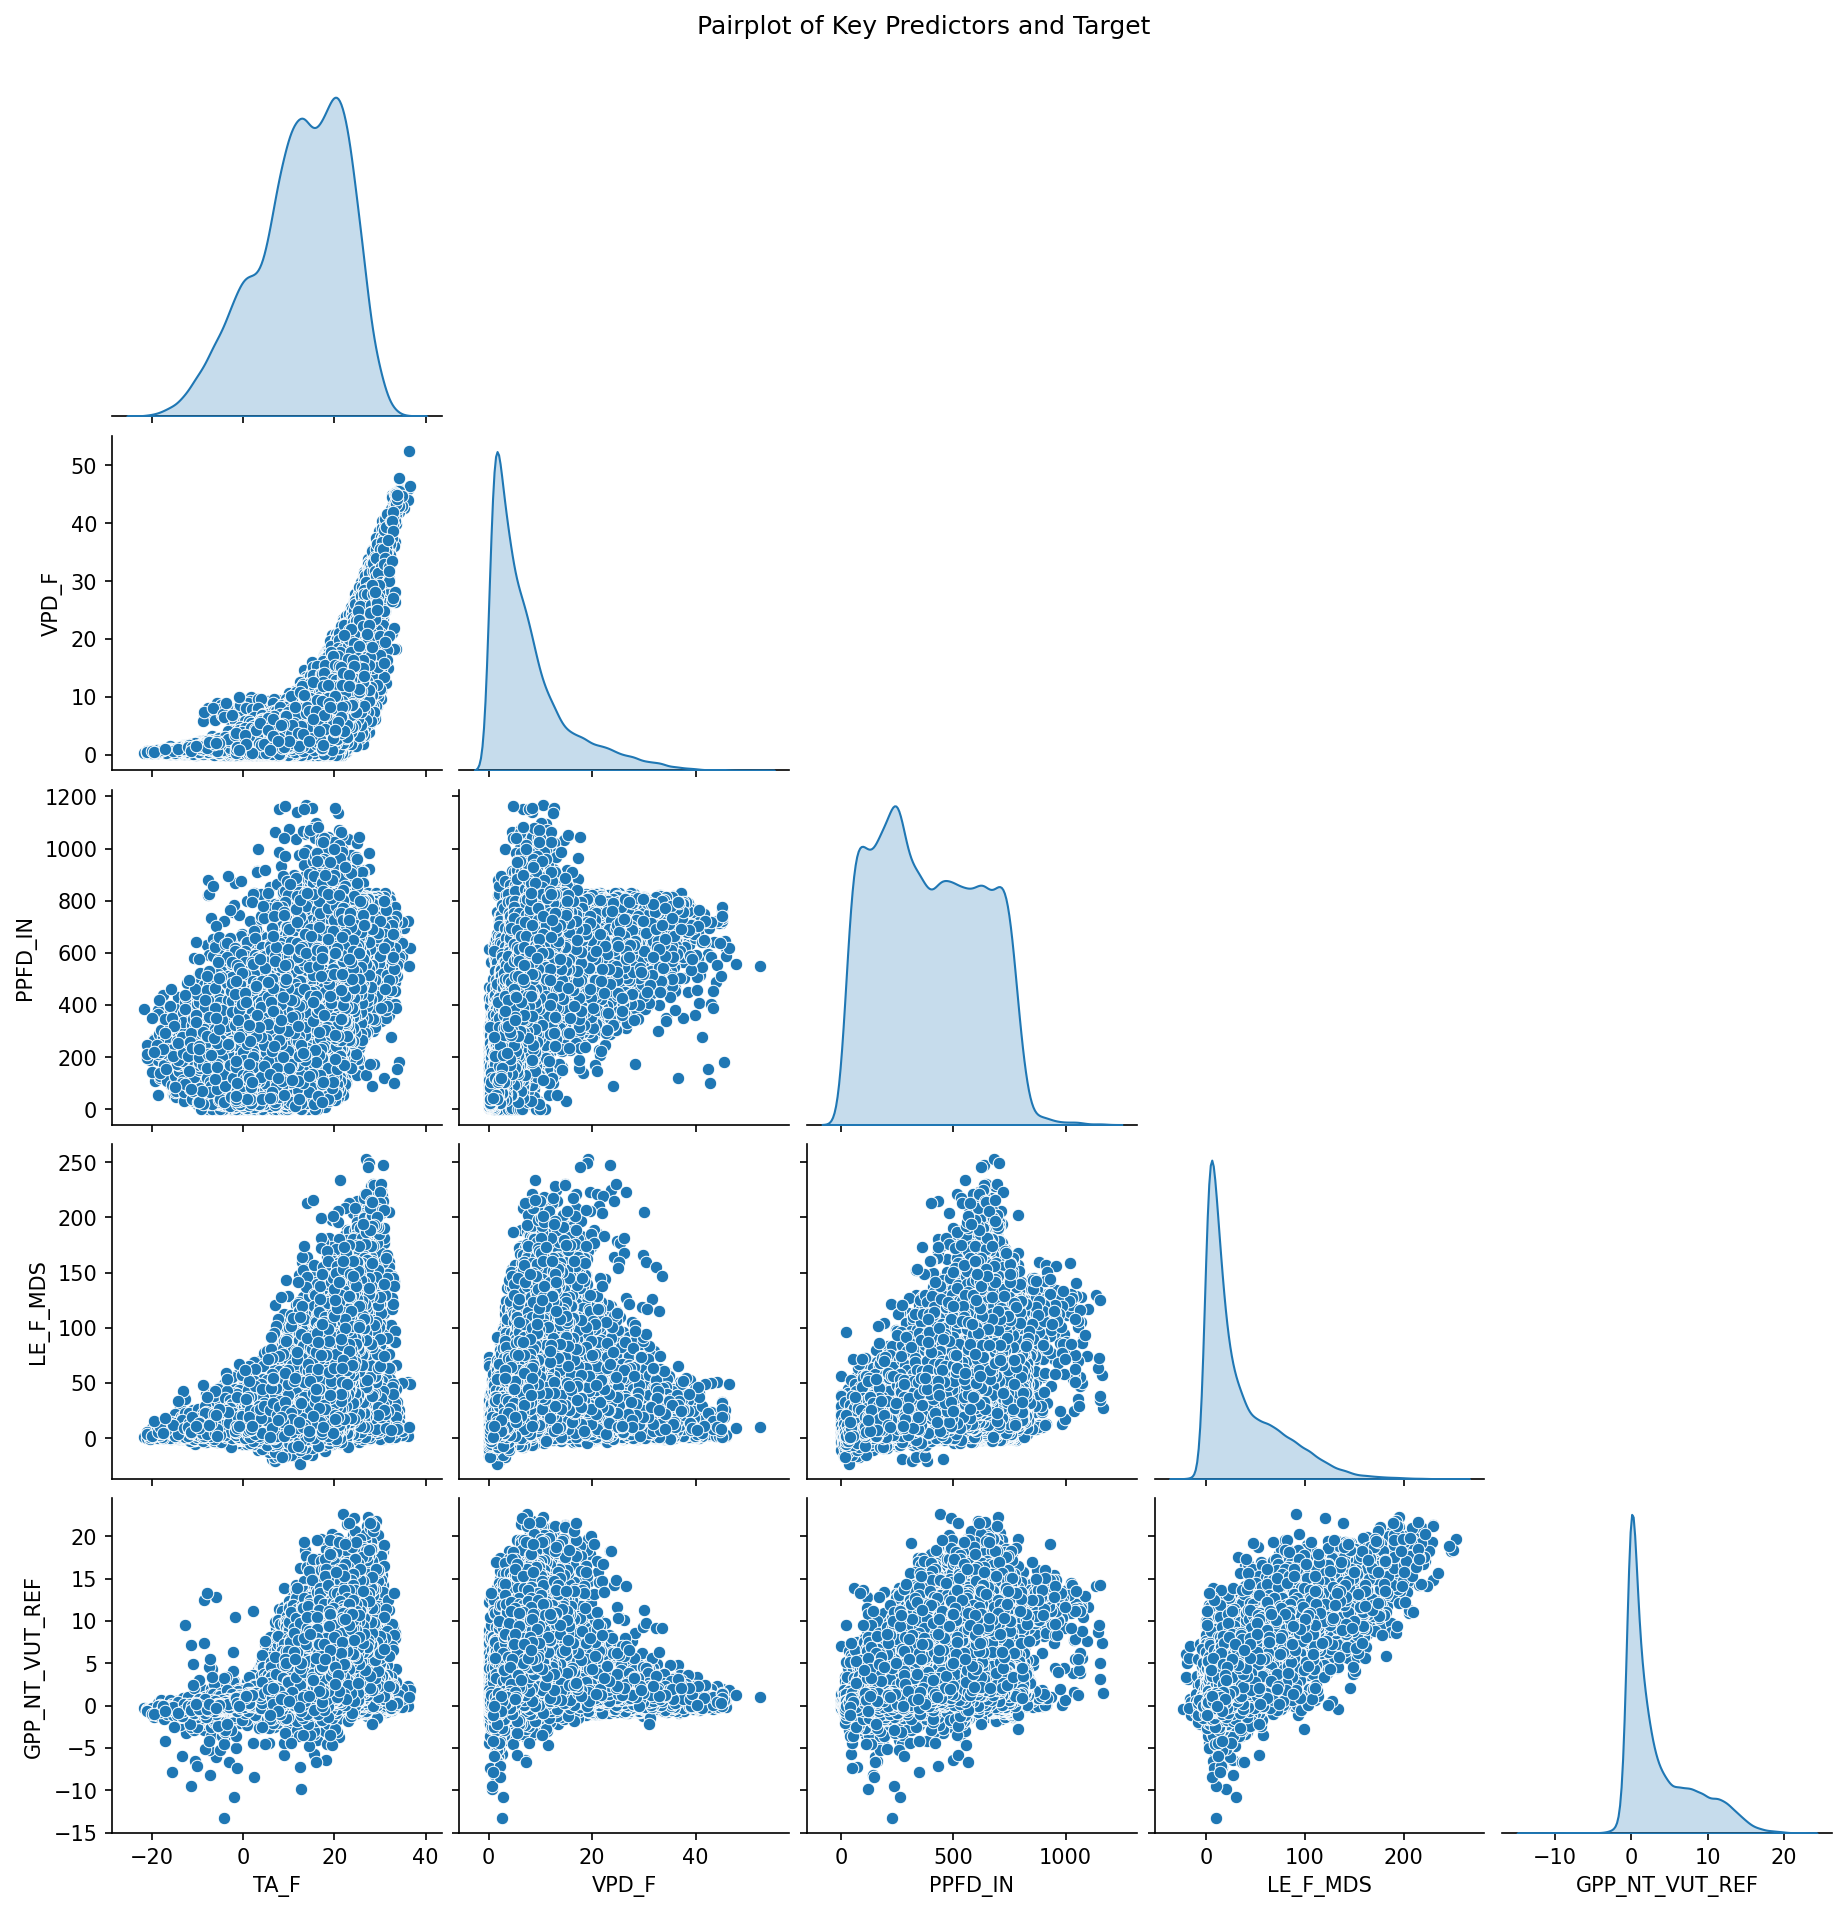 Pairplot of Key Predictors and Target
50
40
30
20
10
0
VPD_F
1200
1000
800
600
400
200
0
PPFD_IN
250
200
150
100
50
0
LE_F_MDS
20
15
10
5
0
−5
−10
−15
GPP_NT_VUT_REF
−20 0 20 40
TA_F
0 20 40
VPD_F
0 500 1000
PPFD_IN
0 100 200
LE_F_MDS
−10 0 10 20
GPP_NT_VUT_REF